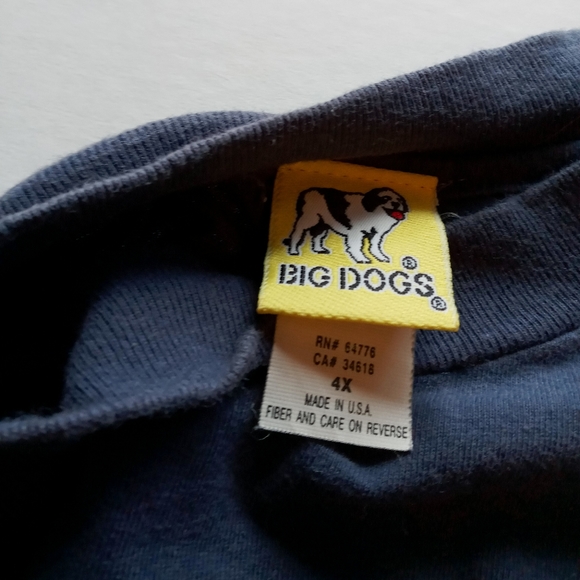 BIG DOGS®
®
RN# 64776
CA# 34618
4X
MADE IN U.S.A.
FIBER AND CARE ON REVERSE